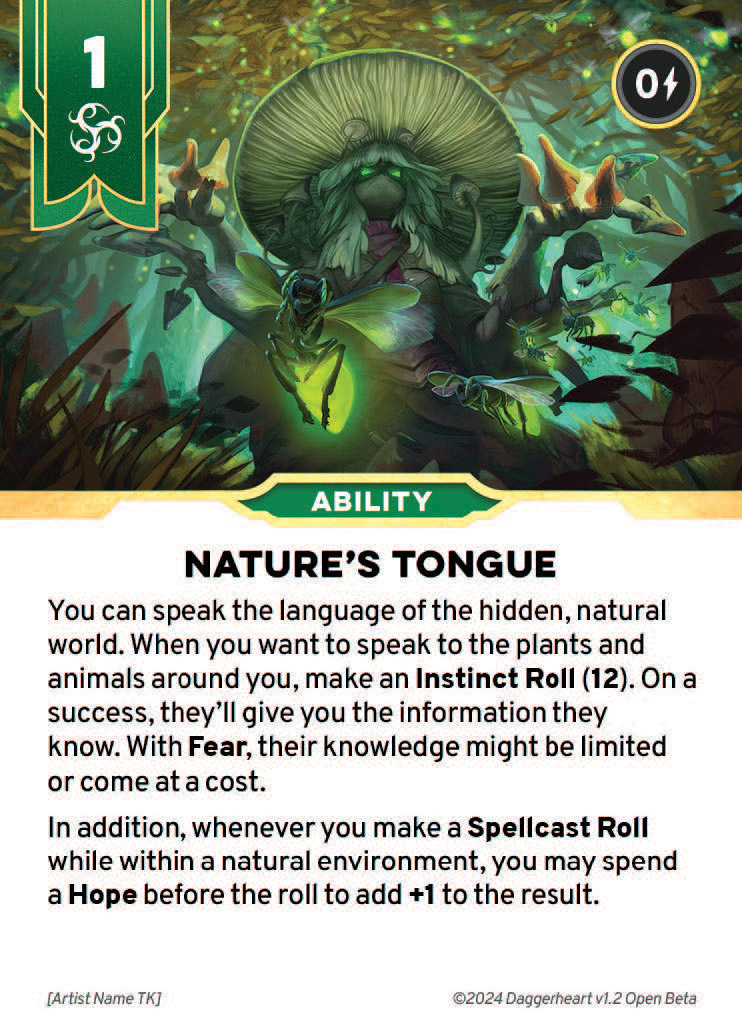 1
0
ABILITY
NATURE'S TONGUE
You can speak the language of the hidden, natural
world. When you want to speak to the plants and
animals around you, make an Instinct Roll (12). On a
success, they'll give you the information they
know. With Fear, their knowledge might be limited
or come at a cost.
In addition, whenever you make a Spellcast Roll
while within a natural environment, you may spend
a Hope before the roll to add +1 to the result.
[Artist Name TK]
©2024 Daggerheart v1.2 Open Beta